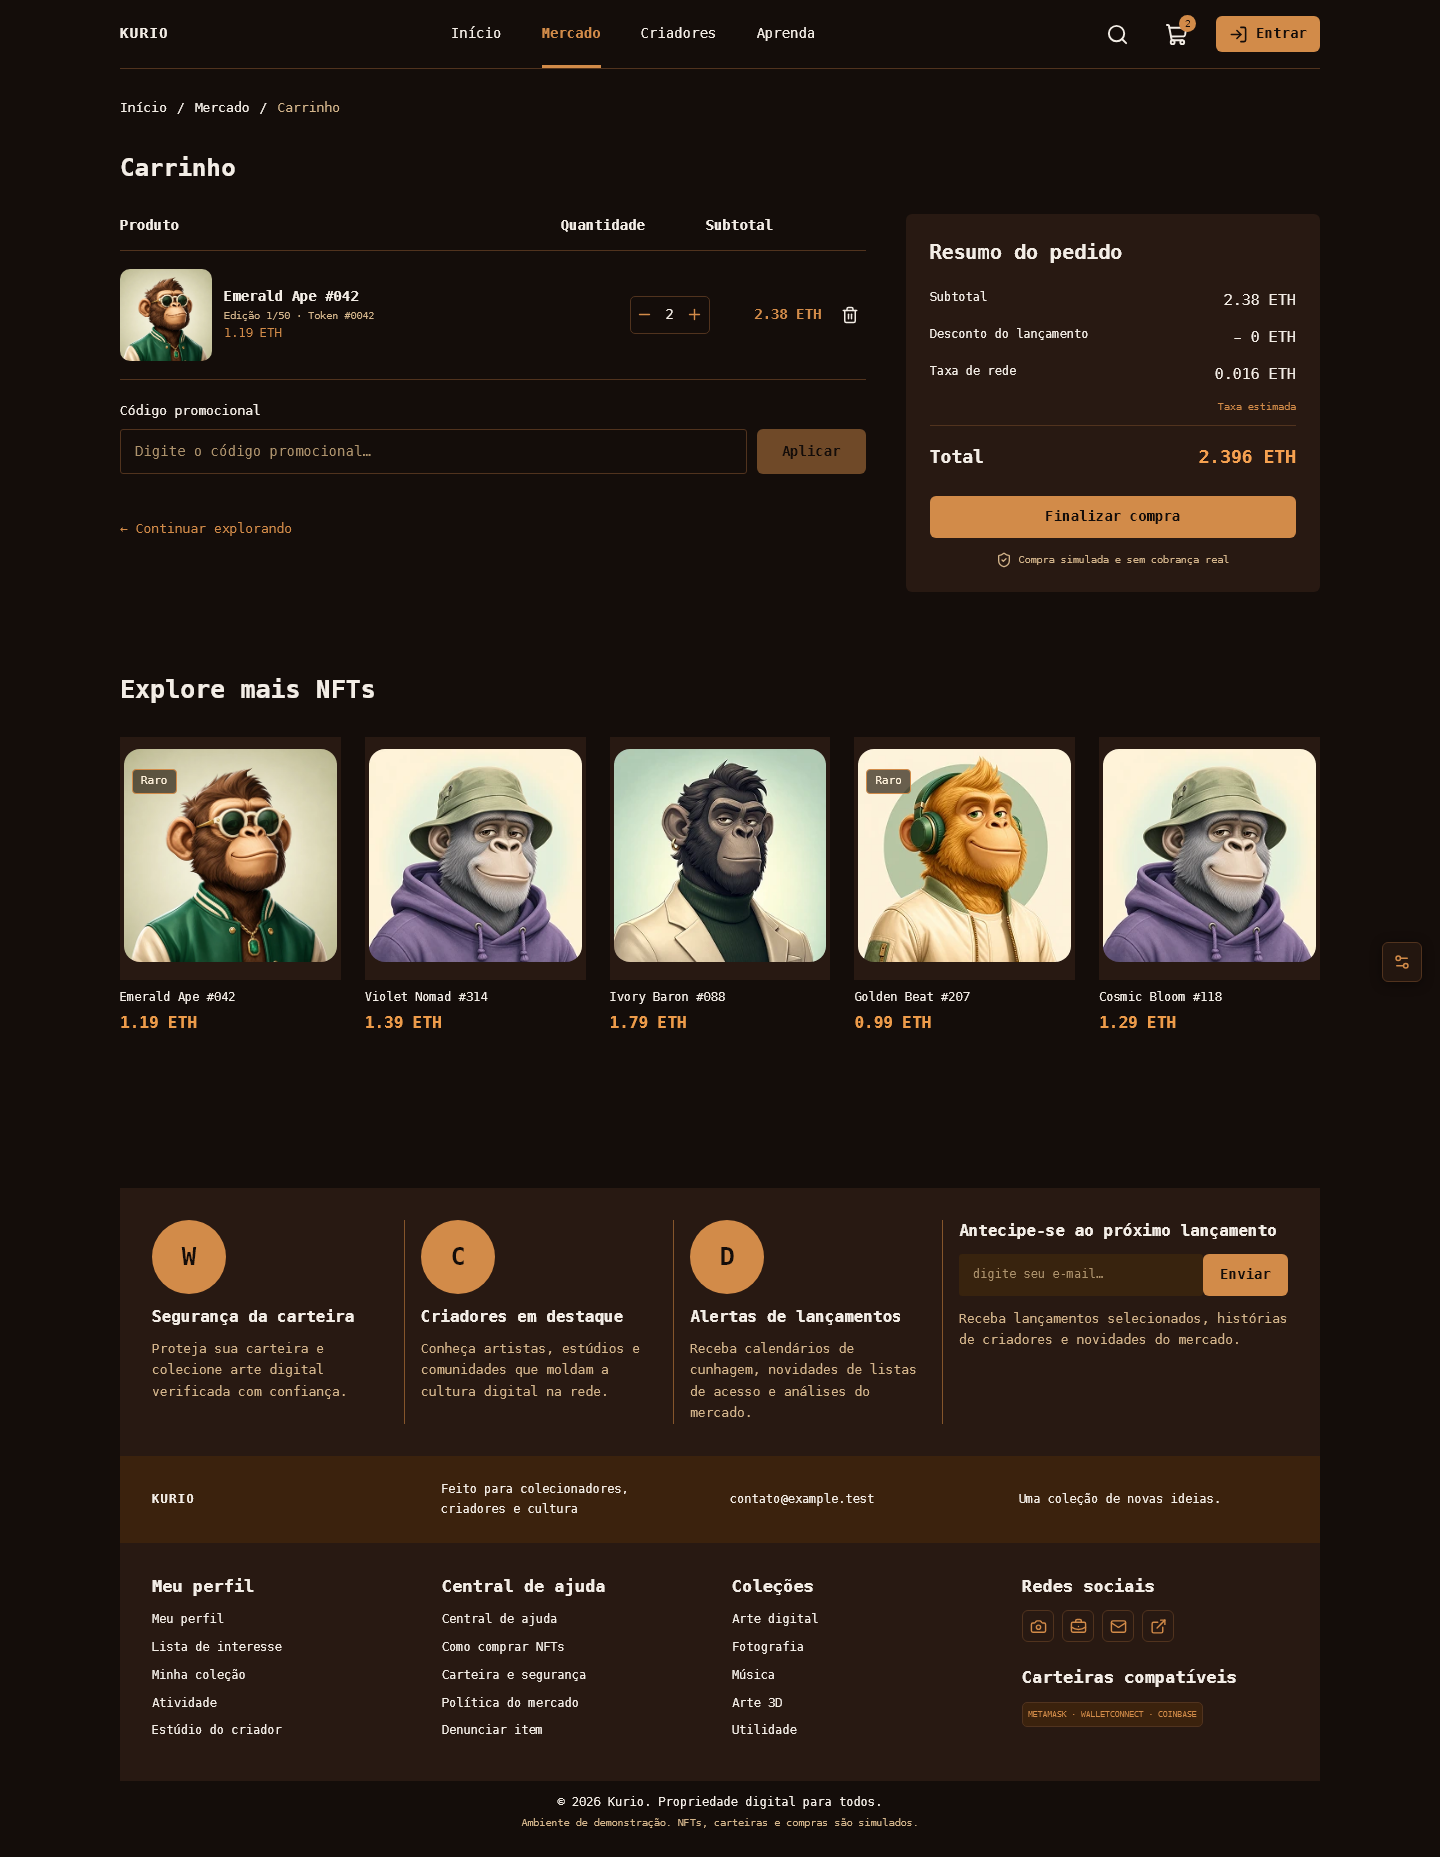 KURIO
Início
Mercado
Criadores
Aprenda
2
Entrar
Início / Mercado / Carrinho
Carrinho
Produto
Quantidade
Subtotal
Emerald Ape #042
Edição 1/50 · Token #0042
1.19 ETH
2
2.38 ETH
Código promocional
Digite o código promocional…
Aplicar
← Continuar explorando
Resumo do pedido
Subtotal
2.38 ETH
Desconto do lançamento
– 0 ETH
Taxa de rede
0.016 ETH
Taxa estimada
Total
2.396 ETH
Finalizar compra
Compra simulada e sem cobrança real
Explore mais NFTs
Raro
Emerald Ape #042
1.19 ETH
Violet Nomad #314
1.39 ETH
Ivory Baron #088
1.79 ETH
Raro
Golden Beat #207
0.99 ETH
Cosmic Bloom #118
1.29 ETH
W
Segurança da carteira
Proteja sua carteira e
colecione arte digital
verificada com confiança.
C
Criadores em destaque
Conheça artistas, estúdios e
comunidades que moldam a
cultura digital na rede.
D
Alertas de lançamentos
Receba calendários de
cunhagem, novidades de listas
de acesso e análises do
mercado.
Antecipe-se ao próximo lançamento
digite seu e-mail…
Enviar
Receba lançamentos selecionados, histórias
de criadores e novidades do mercado.
KURIO
Feito para colecionadores,
criadores e cultura
contato@example.test
Uma coleção de novas ideias.
Meu perfil
Meu perfil
Lista de interesse
Minha coleção
Atividade
Estúdio do criador
Central de ajuda
Central de ajuda
Como comprar NFTs
Carteira e segurança
Política do mercado
Denunciar item
Coleções
Arte digital
Fotografia
Música
Arte 3D
Utilidade
Redes sociais
Carteiras compatíveis
METAMASK · WALLETCONNECT · COINBASE
© 2026 Kurio. Propriedade digital para todos.
Ambiente de demonstração. NFTs, carteiras e compras são simulados.